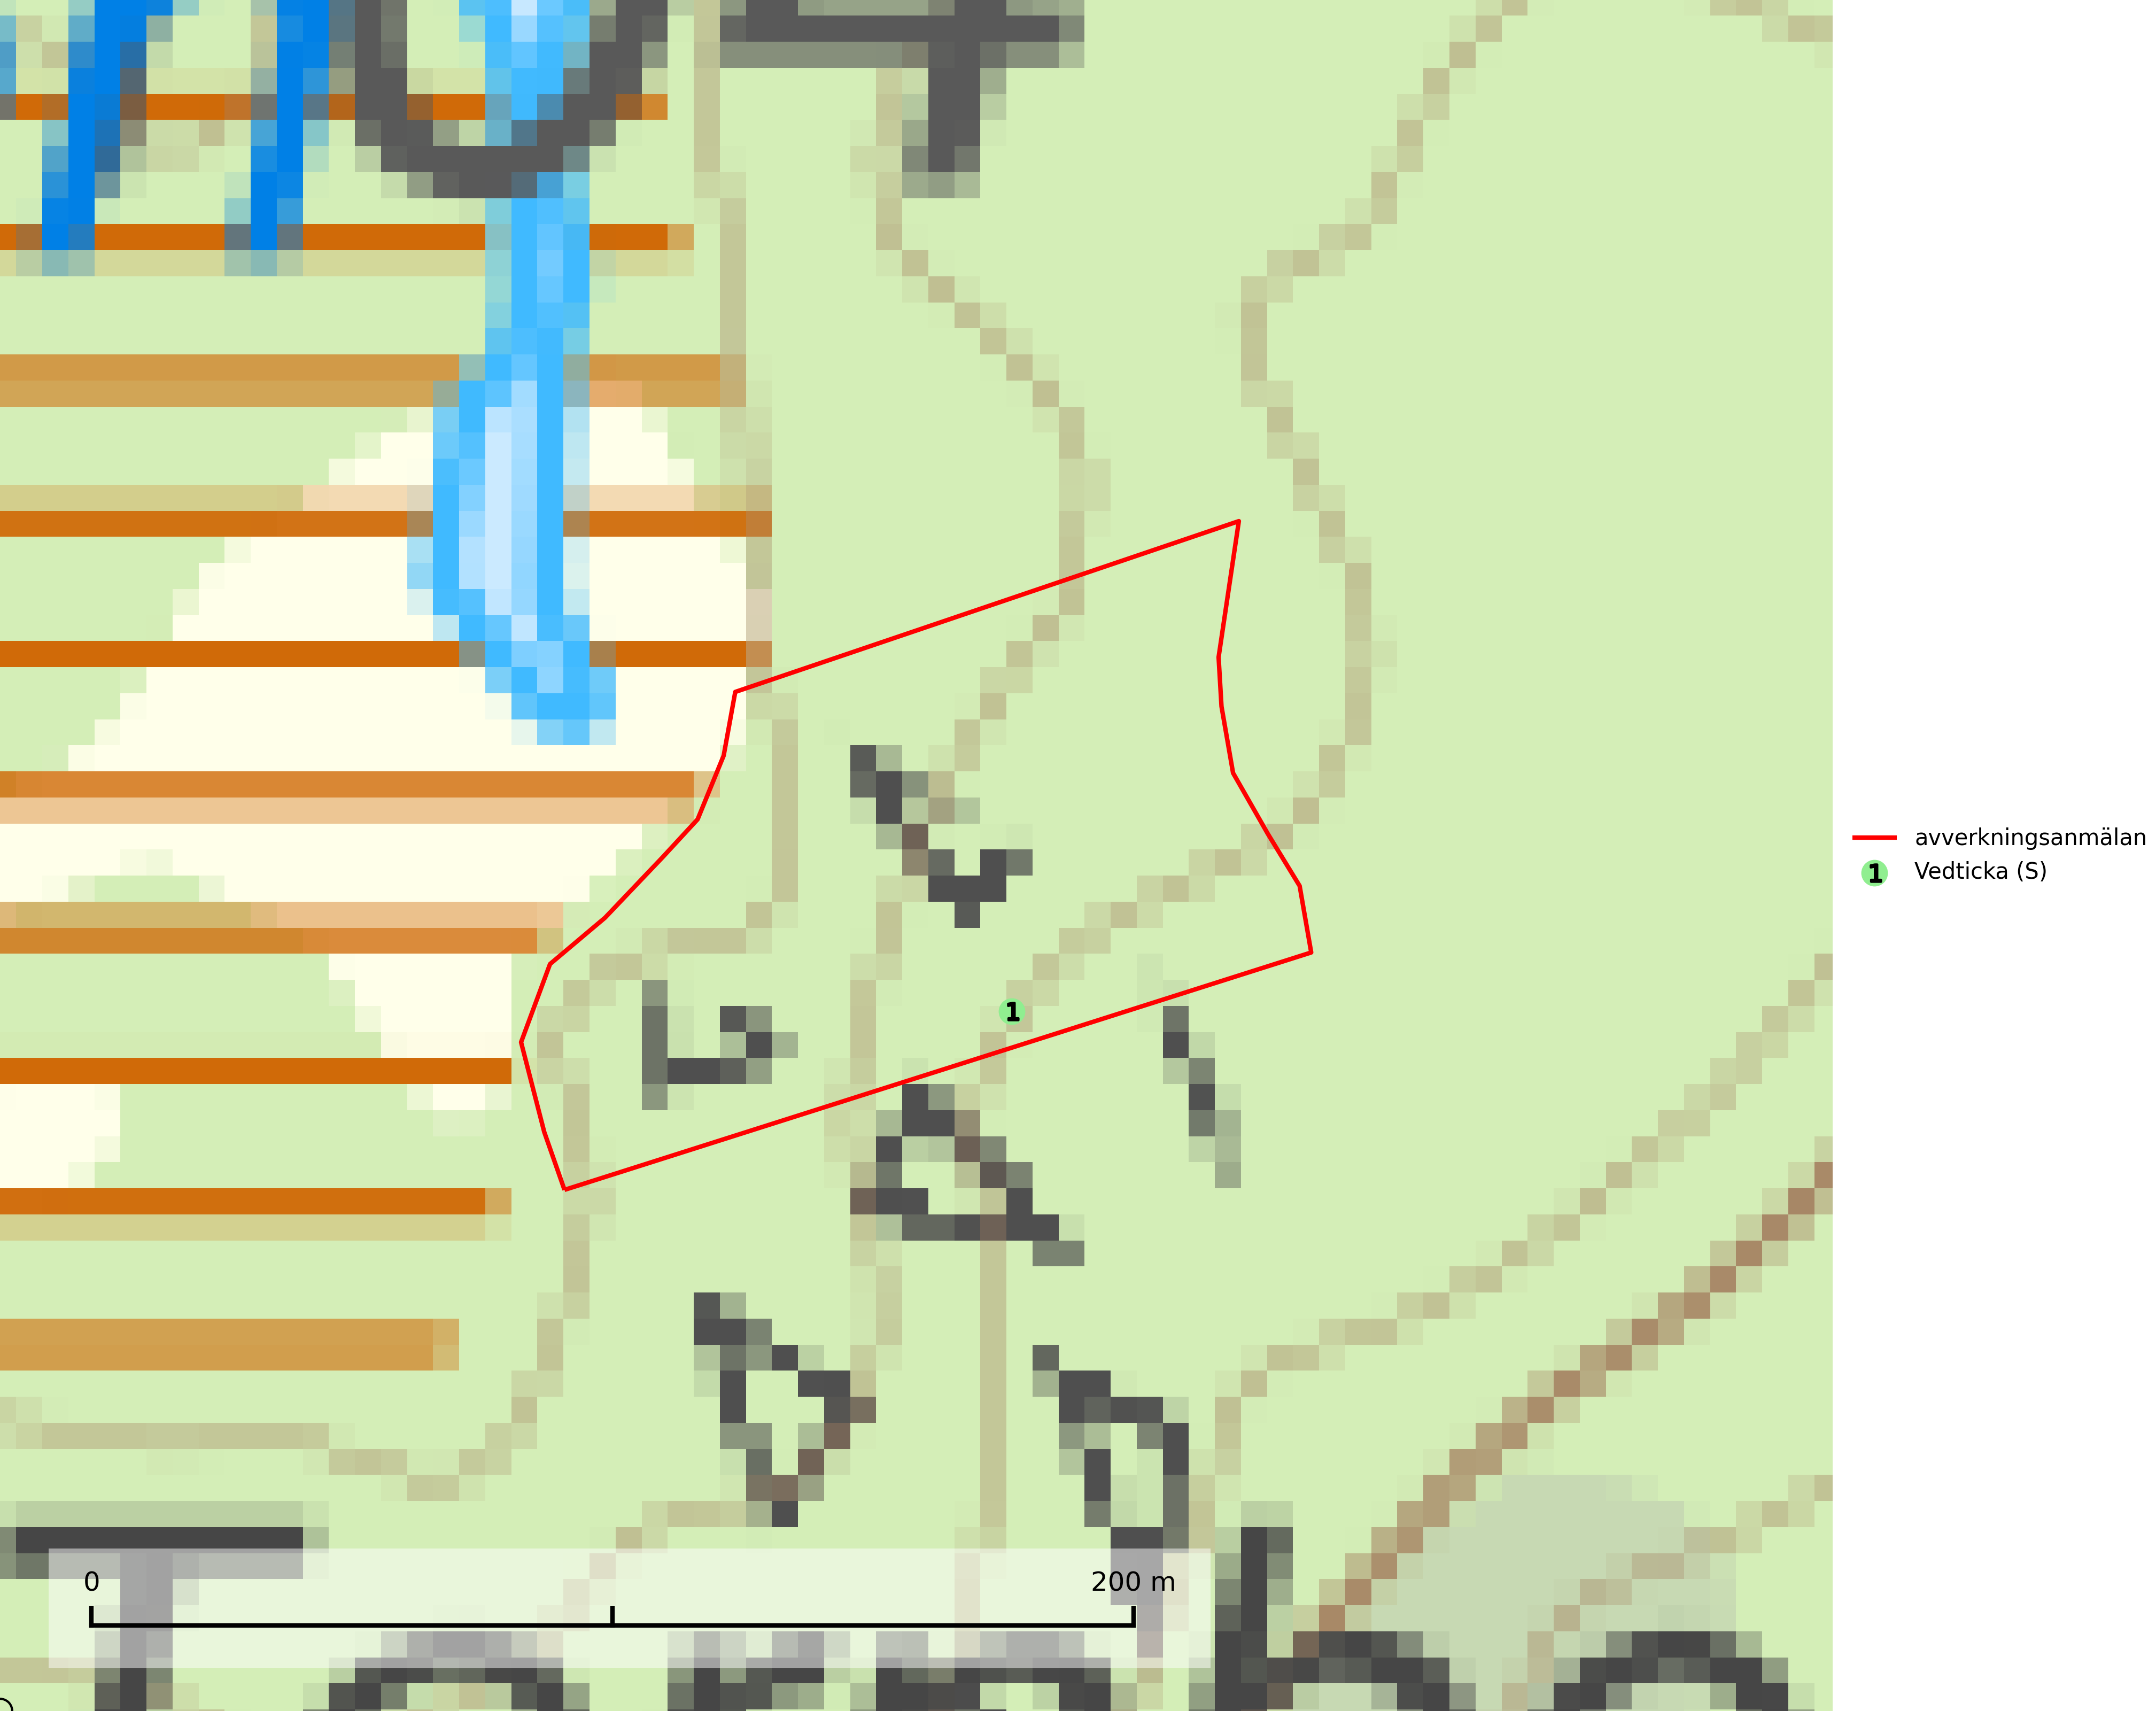 avverkningsanmälan
1 Vedticka (S)
1
0 200 m